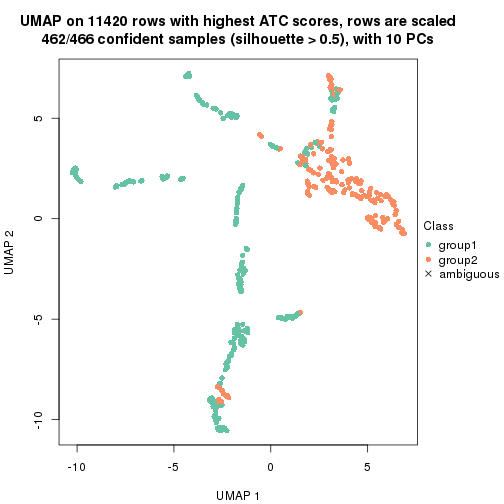 UMAP on 11420 rows with highest ATC scores, rows are scaled
462/466 confident samples (silhouette > 0.5), with 10 PCs
5
0
-5
-10
UMAP 2
-10
-5
0
5
UMAP 1
Class
group1
group2
ambiguous